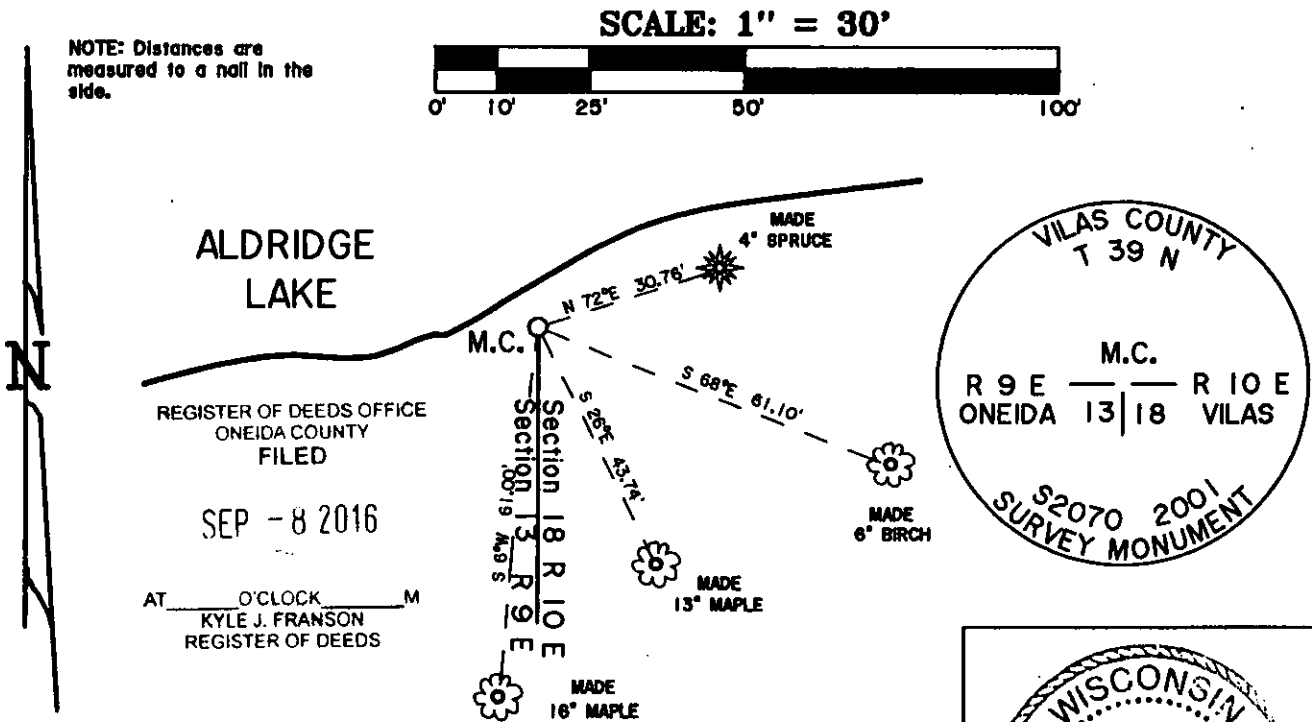 SCALE: 1" = 30'
NOTE: Distances are
measured to a nail in the
side.
0' 10' 25' 50' 100'
N
ALDRIDGE
LAKE
MADE
4" SPRUCE
N 72°E 30.76'
M.C.
S 68°E 61.10'
MADE
6" BIRCH
S 26°E 43.74'
MADE
13" MAPLE
Section 18 R 10 E
Section 13 R 9 E
S 6°W 61.00'
MADE
16" MAPLE
REGISTER OF DEEDS OFFICE
ONEIDA COUNTY
FILED
SEP - 8 2016
AT O'CLOCK M
KYLE J. FRANSON
REGISTER OF DEEDS
VILAS COUNTY
T 39 N
M.C.
R 9 E R 10 E
ONEIDA 13 18 VILAS
S2070 2001
SURVEY MONUMENT
WISCONSIN